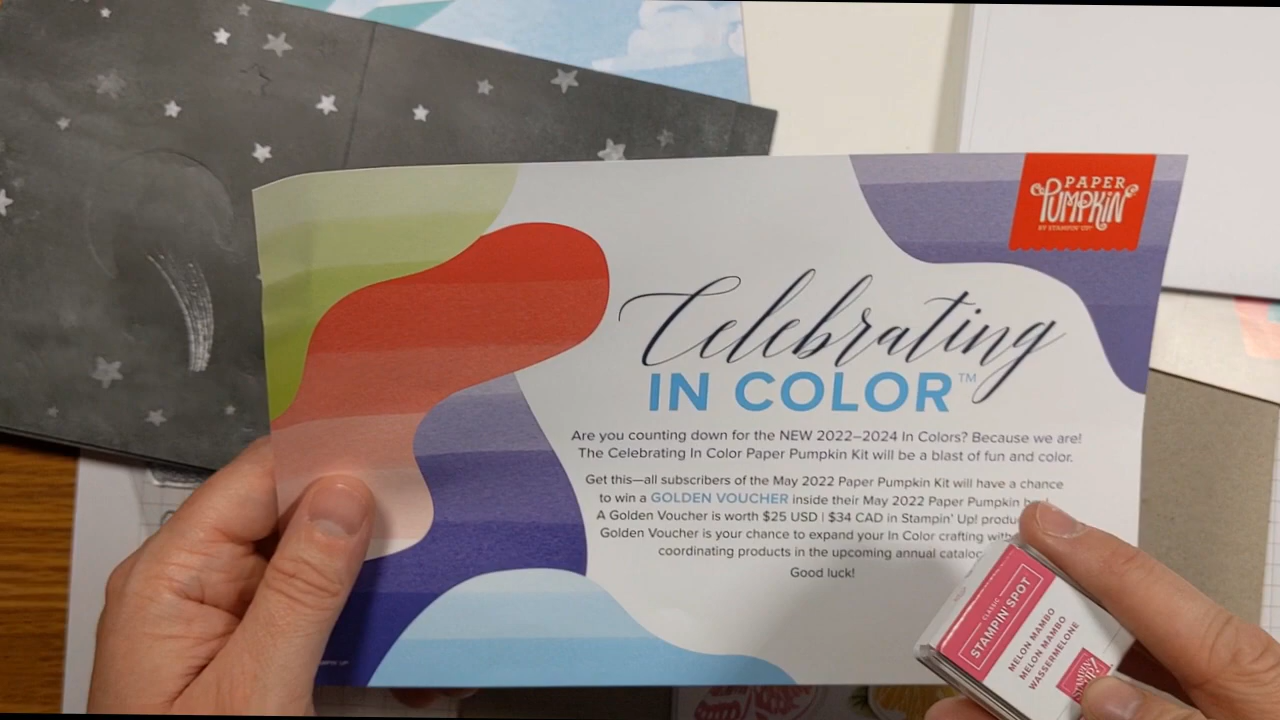 PAPER
PUMPKIN
BY STAMPIN' UP!
Celebrating
IN COLOR™
Are you counting down for the NEW 2022–2024 In Colors? Because we are!
The Celebrating In Color Paper Pumpkin Kit will be a blast of fun and color.
Get this—all subscribers of the May 2022 Paper Pumpkin Kit will have a chance
to win a GOLDEN VOUCHER inside their May 2022 Paper Pumpkin
A Golden Voucher is worth $25 USD | $34 CAD in Stampin' Up!
Golden Voucher is your chance to expand your In Color crafting
coordinating products in the upcoming annual
Good luck!
CLASSIC
STAMPIN' SPOT
MELON MAMBO
MELON MAMBO
WASSERMELONE